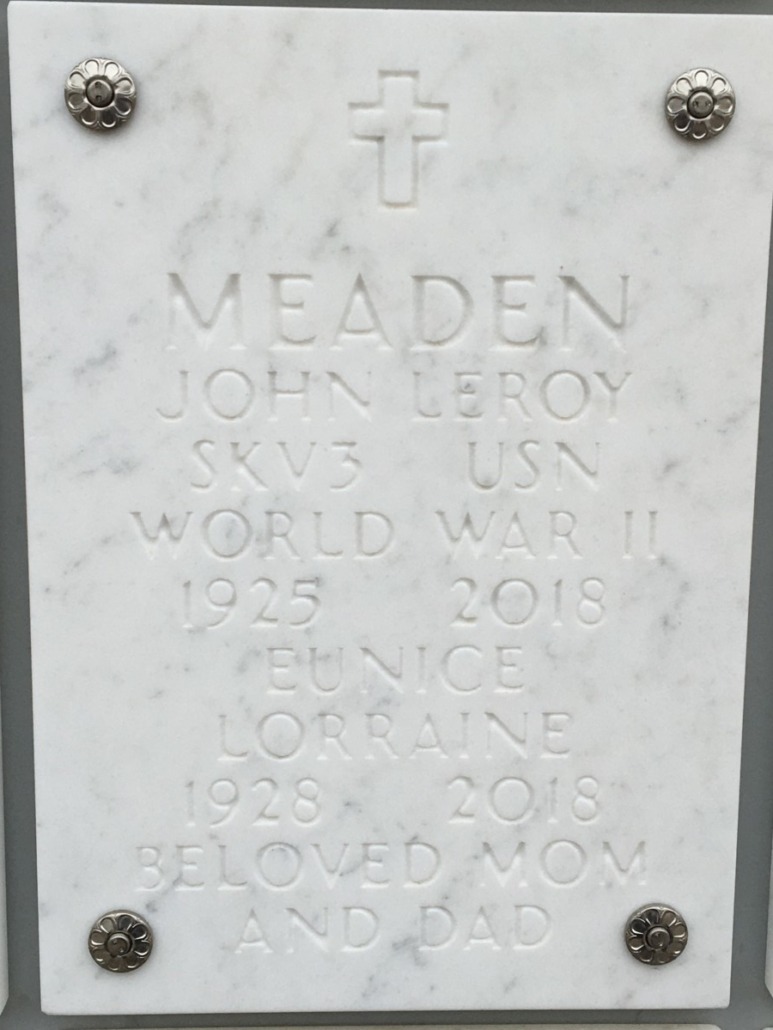 MEADEN
JOHN LEROY
SKV3 USN
WORLD WAR II
1925 2018
EUNICE
LORRAINE
1928 2018
BELOVED MOM
AND DAD